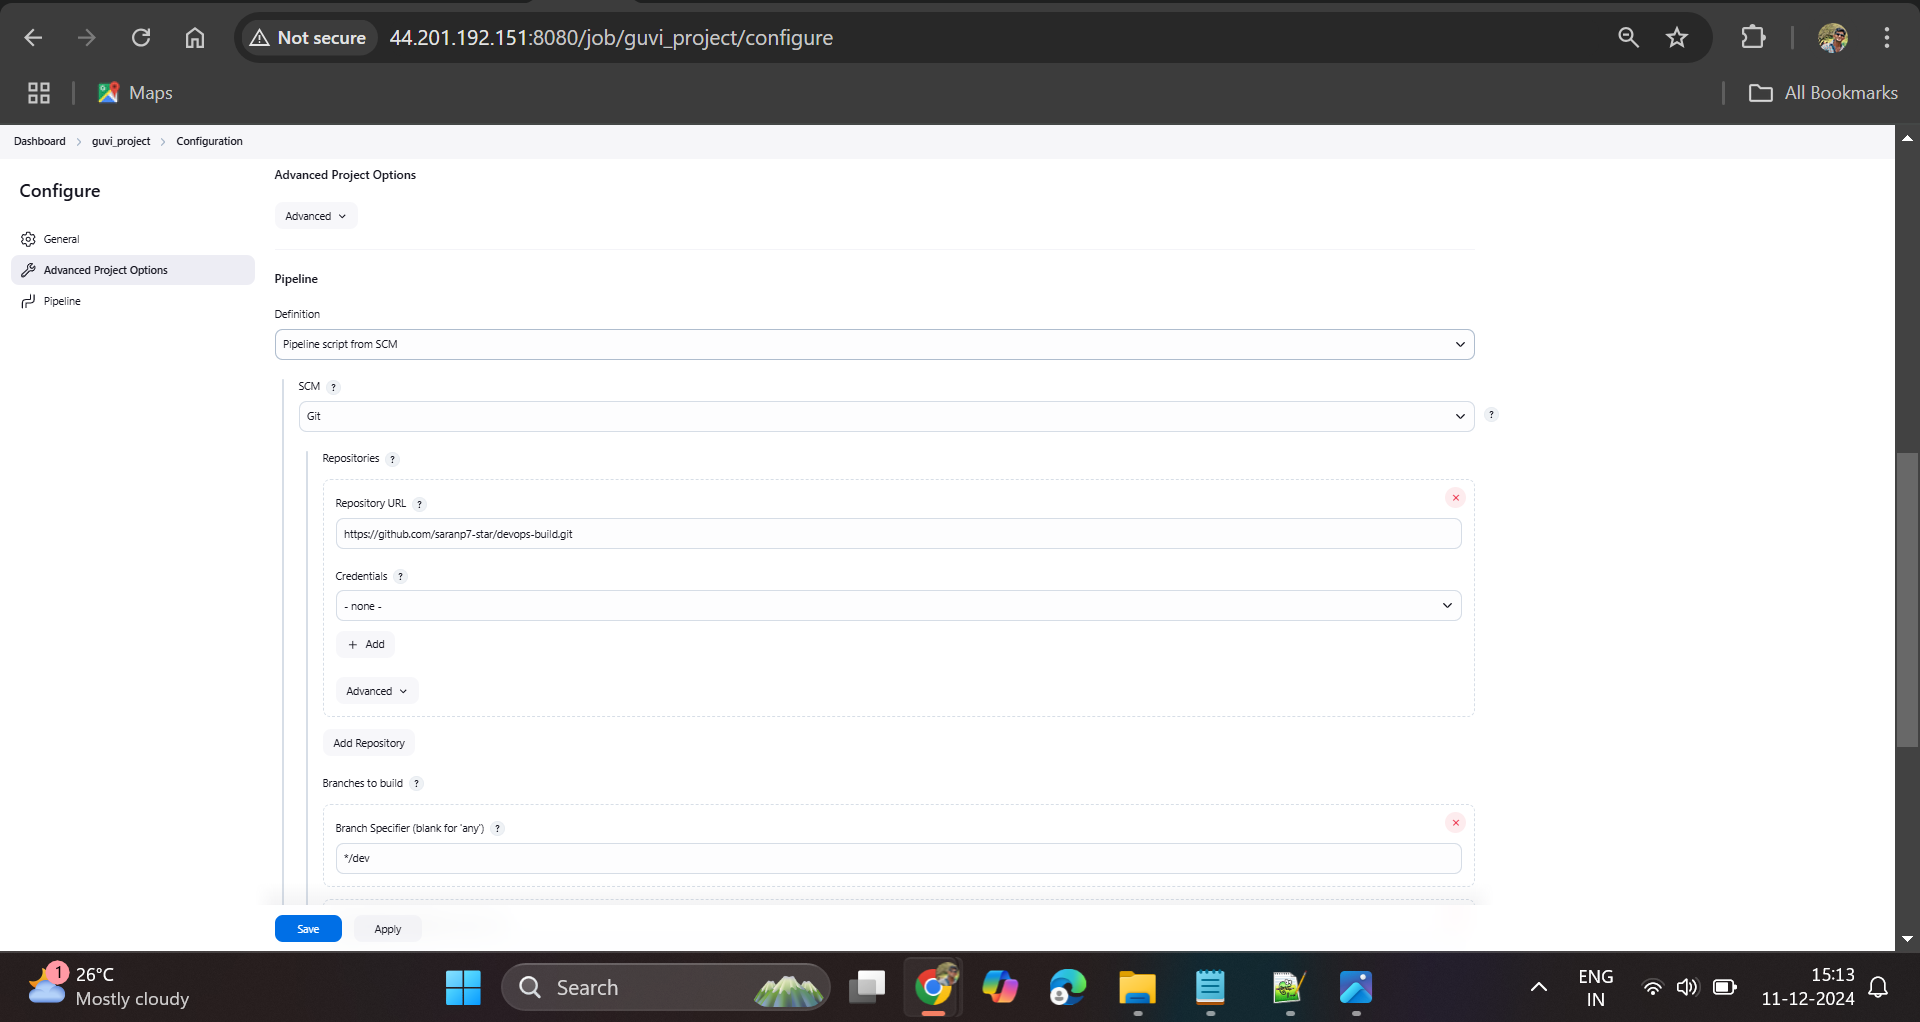 Not secure
44.201.192.151:8080/job/guvi_project/configure
Maps
All Bookmarks
Dashboard
guvi_project
Configuration
Configure
General
Advanced Project Options
Pipeline
Advanced Project Options
Advanced
Pipeline
Definition
Pipeline script from SCM
SCM ?
Git
?
Repositories ?
Repository URL ?
https://github.com/saranp7-star/devops-build.git
Credentials ?
- none -
+ Add
Advanced
Add Repository
Branches to build ?
Branch Specifier (blank for 'any') ?
*/dev
Save
Apply
1
26°C
Mostly cloudy
Search
ENG
IN
15:13
11-12-2024